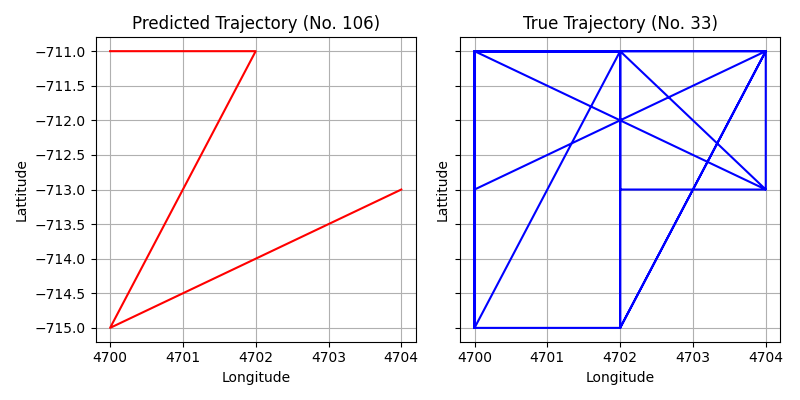 Predicted Trajectory (No. 106)
True Trajectory (No. 33)
−711.0
−711.5
−712.0
−712.5
−713.0
−713.5
−714.0
−714.5
−715.0
Lattitude
Lattitude
4700 4701 4702 4703 4704
4700 4701 4702 4703 4704
Longitude
Longitude